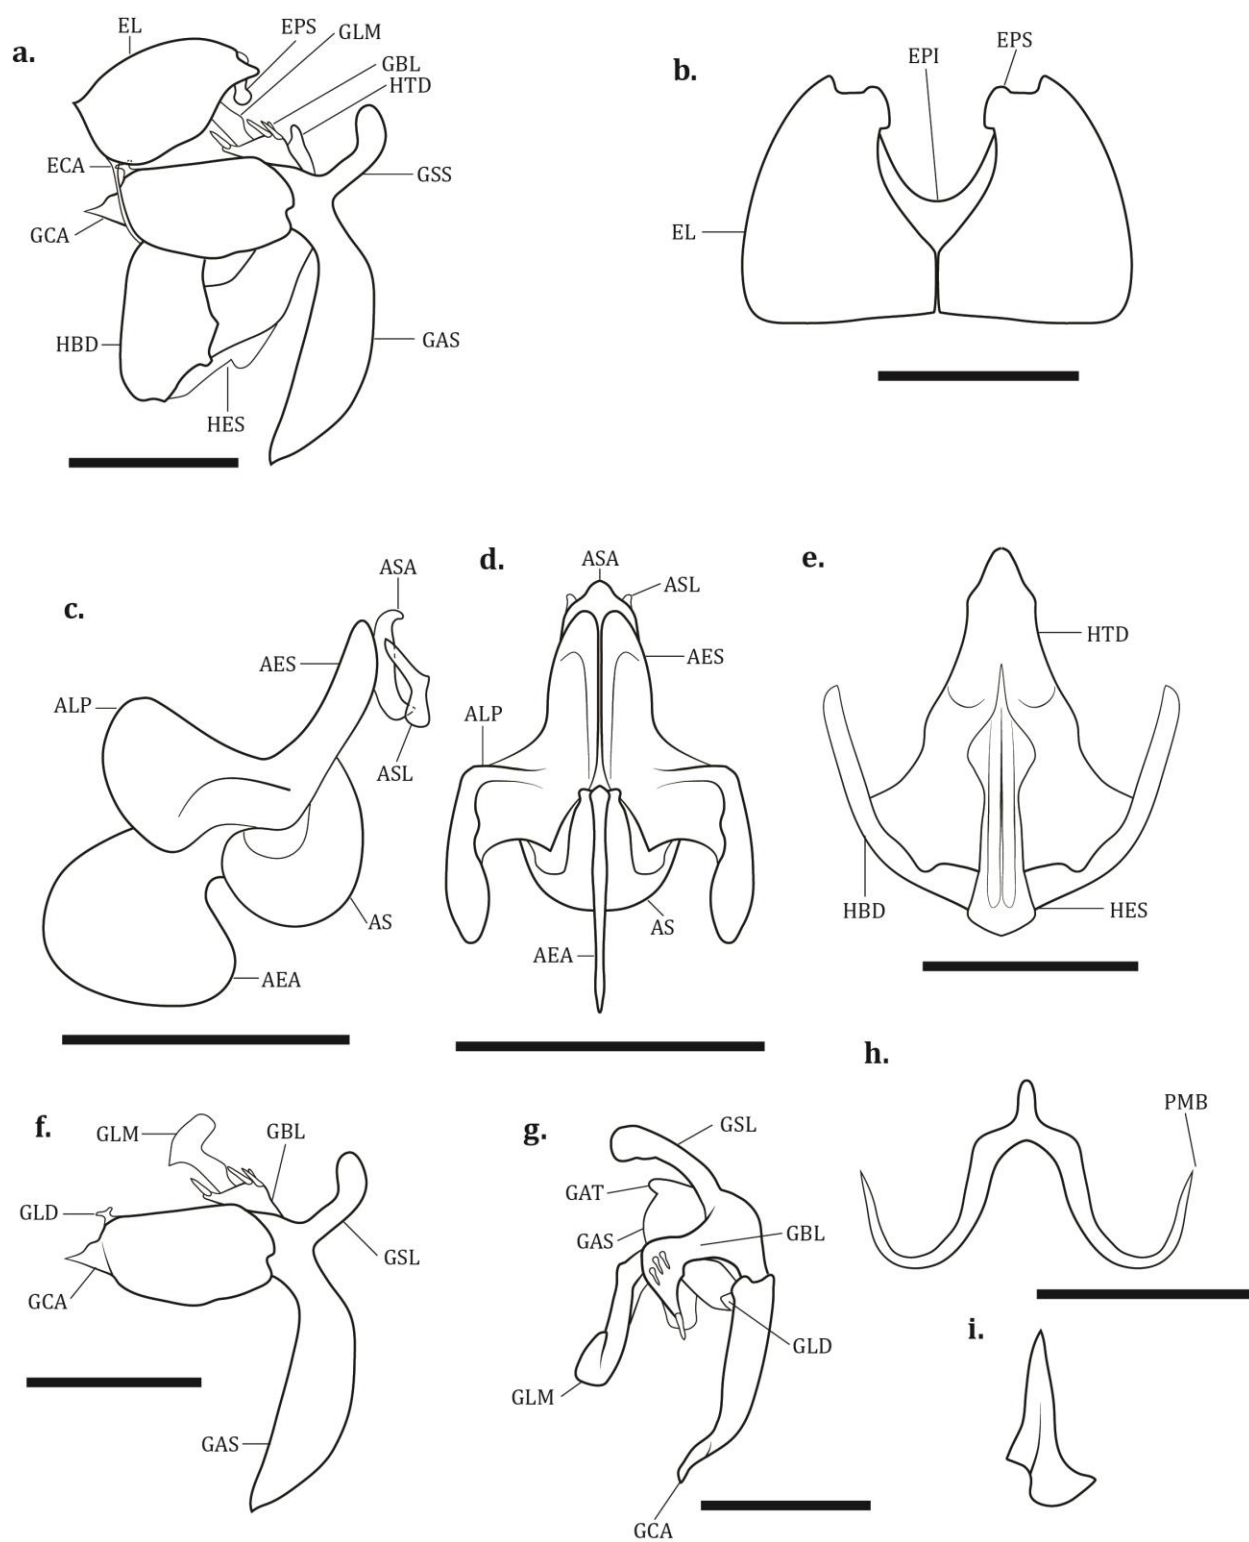 a.
EL
EPS
GLM
GBL
HTD
ECA
GSS
GCA
HBD
GAS
HES
b.
EPI
EPS
EL
c.
ASA
AES
ALP
ASL
AS
AEA
d.
ASA
ASL
AES
ALP
AS
AEA
e.
HTD
HBD
HES
f.
GLM
GBL
GLD
GSL
GCA
GAS
g.
GSL
GAT
GAS
GBL
GLD
GLM
GCA
h.
PMB
i.